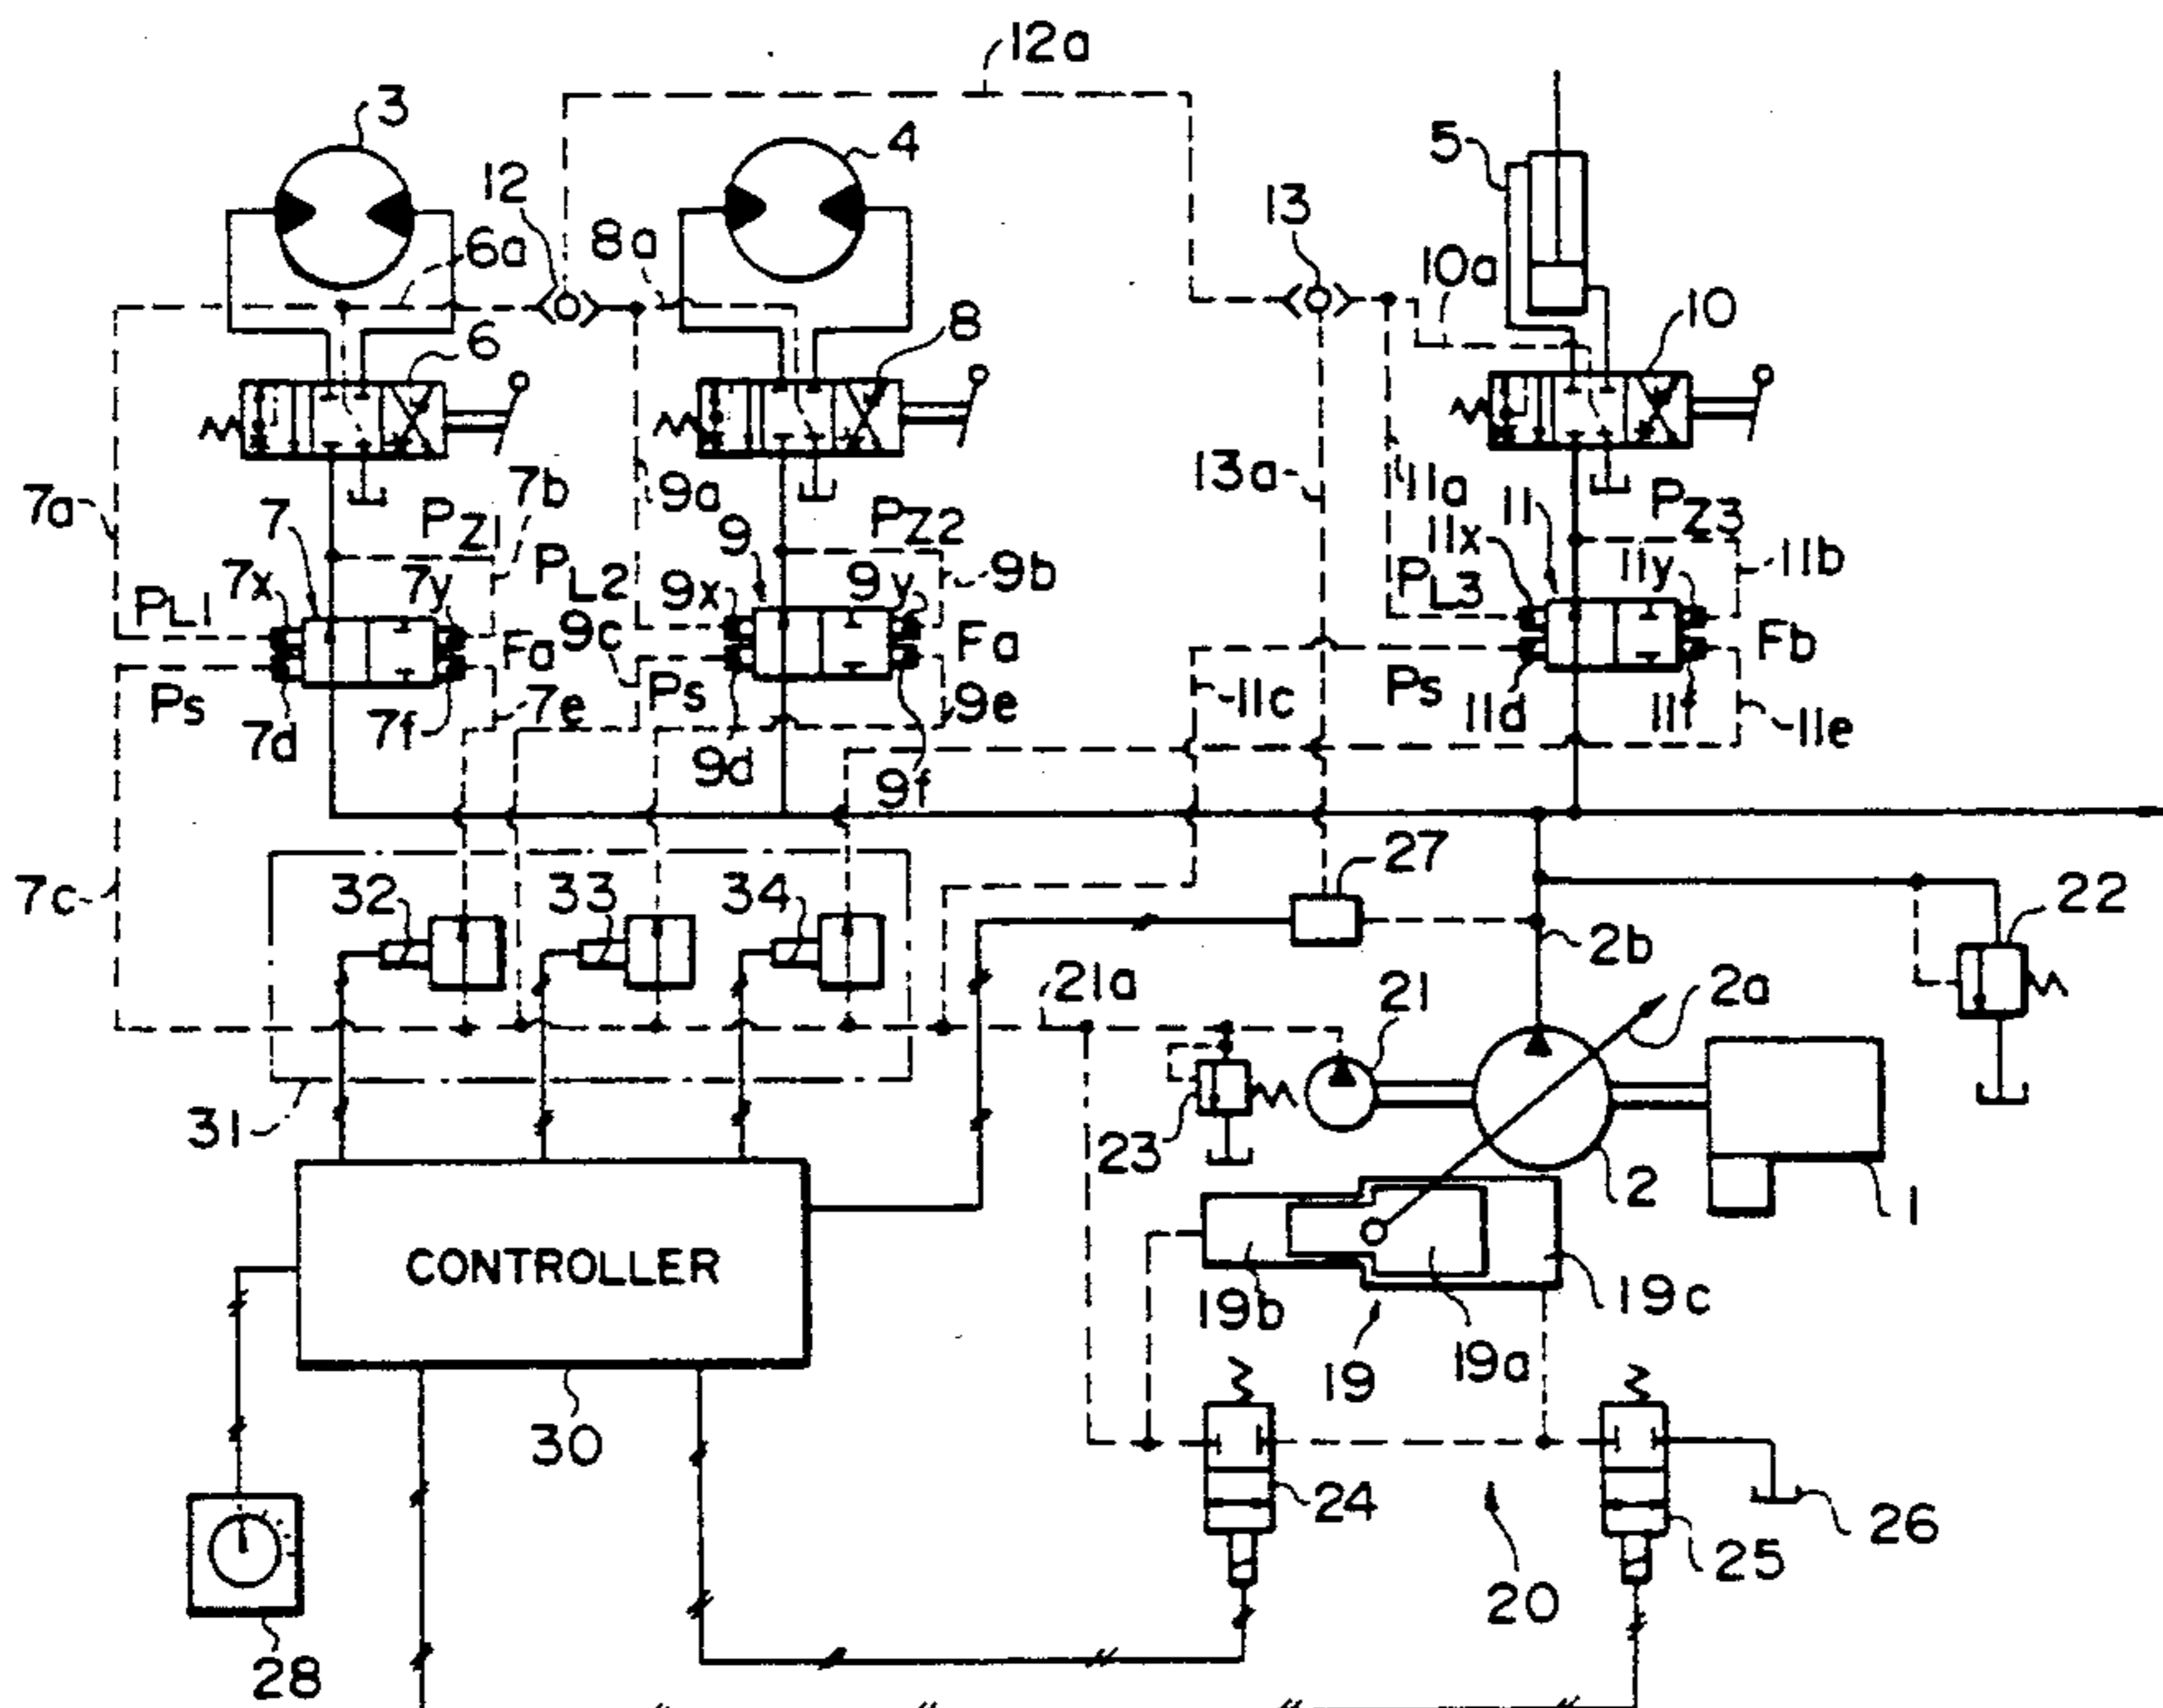 12a
3
4
5
12
13
6a
8a
10a
10
6
8
7a
7b
9a
13a
11a
11
PZ1
PZ2
PZ3
7
9
11x
7x
7y
PL1
PL2
9x
9y
9b
PL3
11y
11b
9c
Fa
Fa
Fb
Ps
Ps
Ps
7d
7f
7e
9d
9e
9f
11c
11d
11f
11e
27
7c
32
33
34
22
2b
21a
21
2a
31
23
2
1
CONTROLLER
19b
19c
19
19a
30
24
26
25
20
28